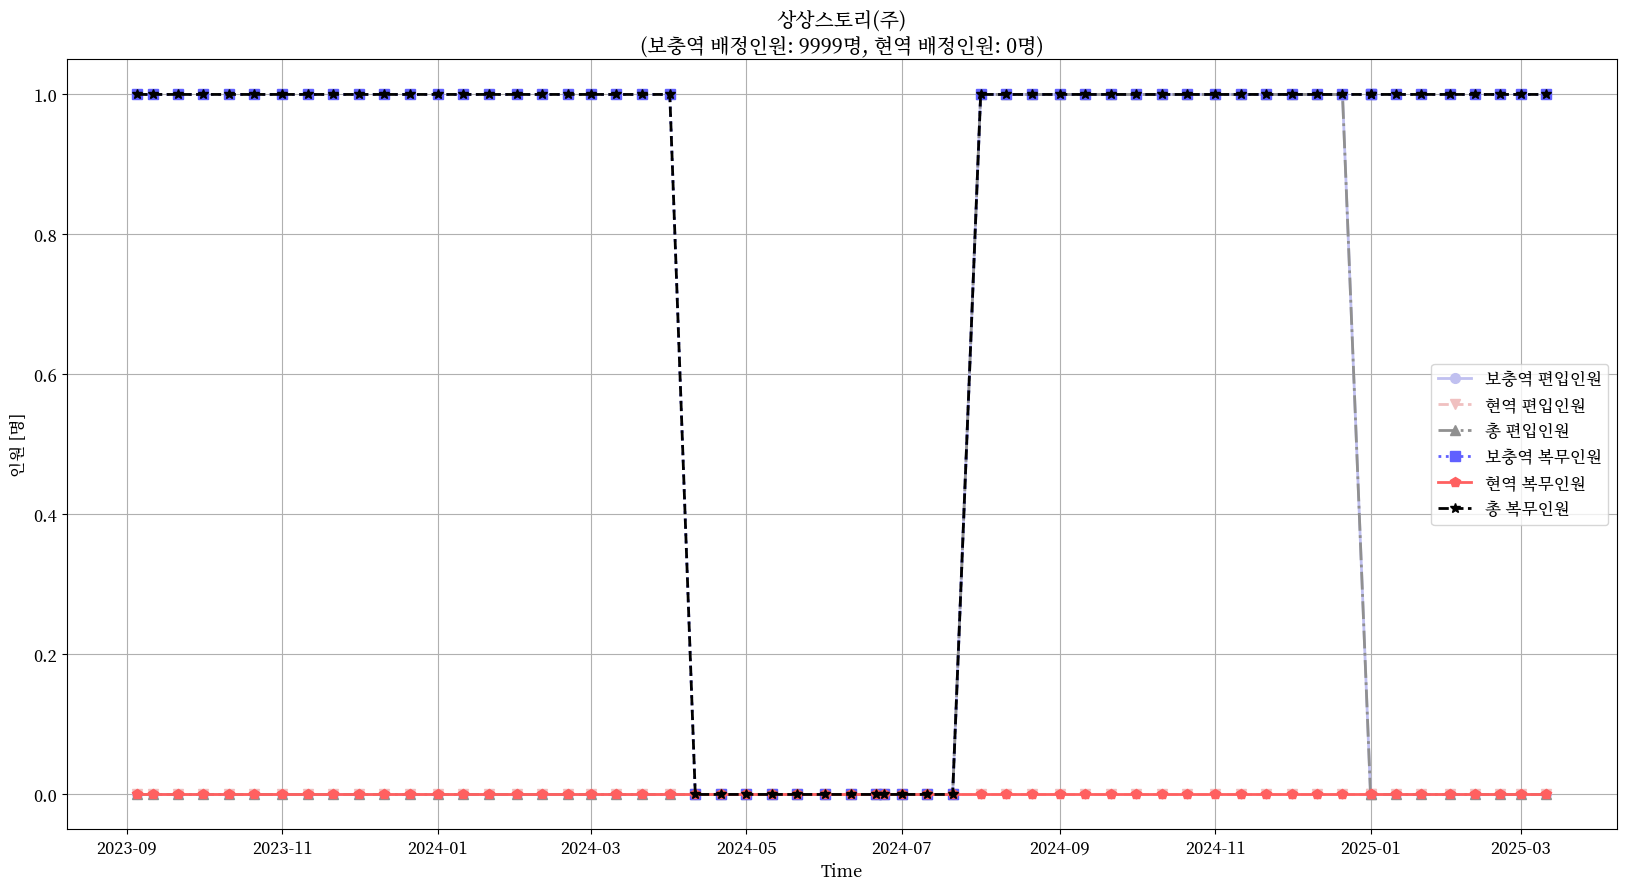 상상스토리(주)
(보충역 배정인원: 9999명, 현역 배정인원: 0명)
인원 [명]
1.0
0.8
0.6
0.4
0.2
0.0
보충역 편입인원
현역 편입인원
총 편입인원
보충역 복무인원
현역 복무인원
총 복무인원
2023-09 2023-11 2024-01 2024-03 2024-05 2024-07 2024-09 2024-11 2025-01 2025-03
Time